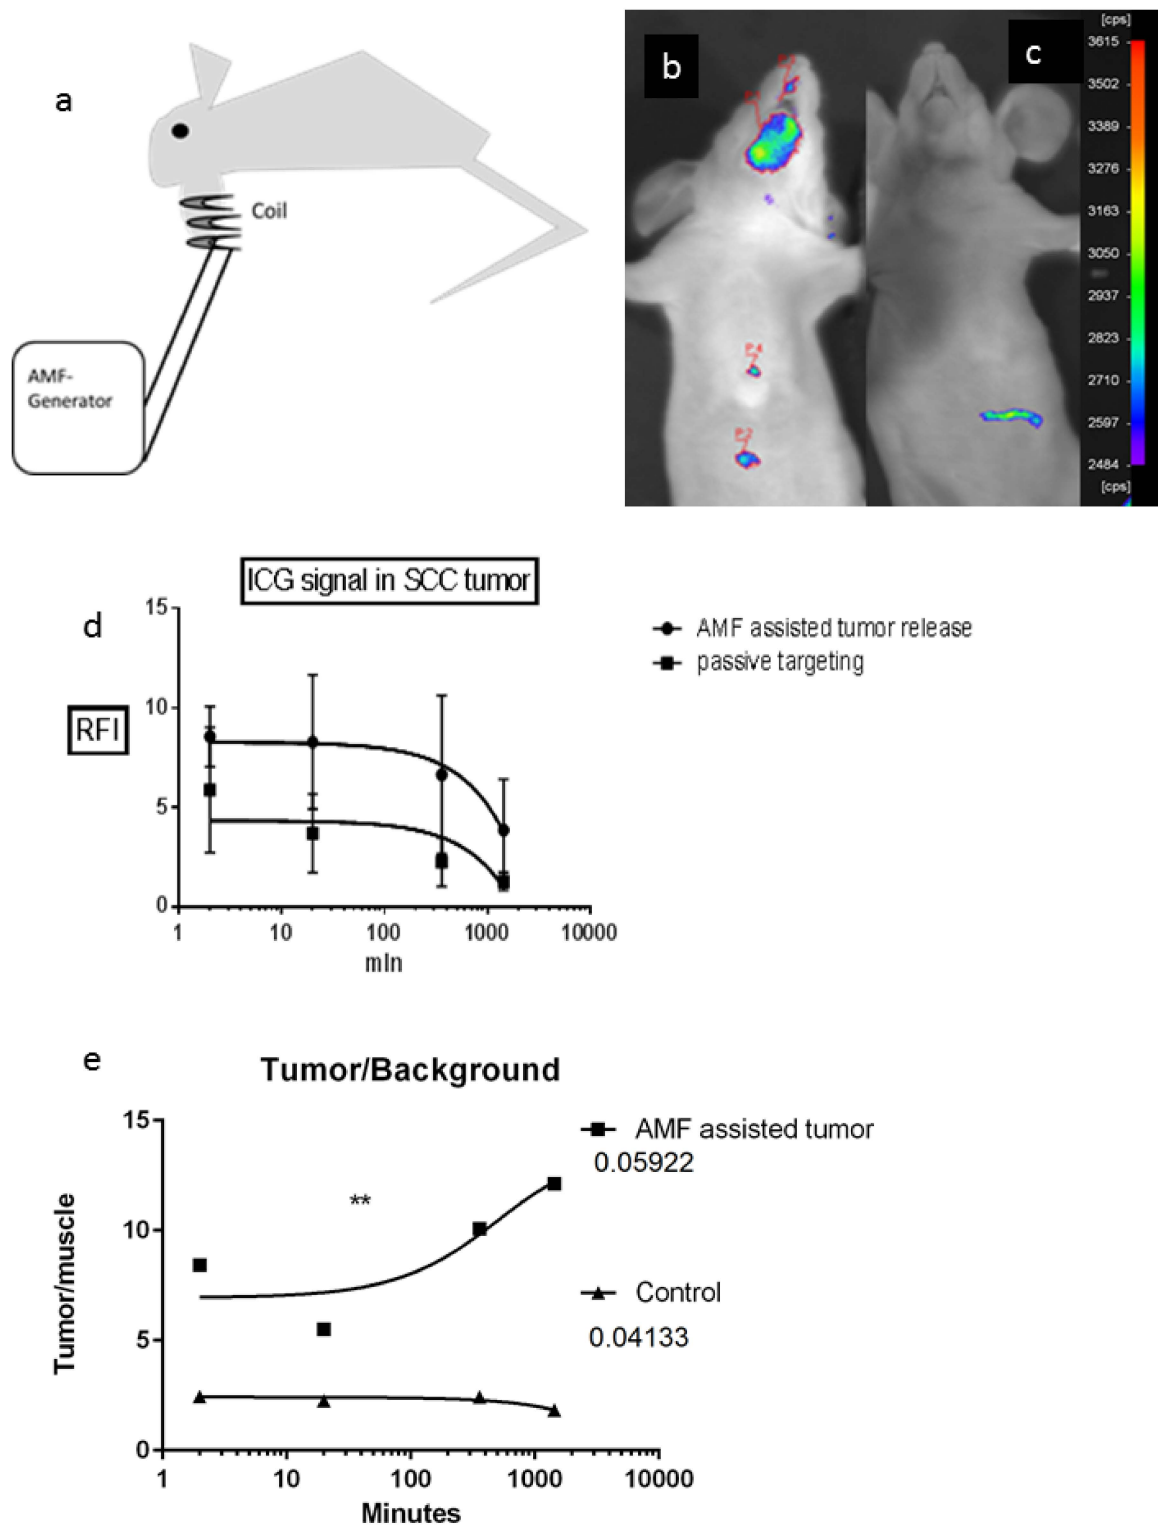 a
Coil
AMF-
Generator
b
c
[cps]
3615
3502
3389
3276
3163
3050
2937
2823
2710
2597
2484
[cps]
P.4
P.2
d
ICG signal in SCC tumor
15
10
5
0
RFI
1
10
100
1000
10000
min
AMF assisted tumor release
passive targeting
e
Tumor/Background
15
10
5
0
Tumor/muscle
**
1
10
100
1000
10000
Minutes
AMF assisted tumor
0.05922
Control
0.04133